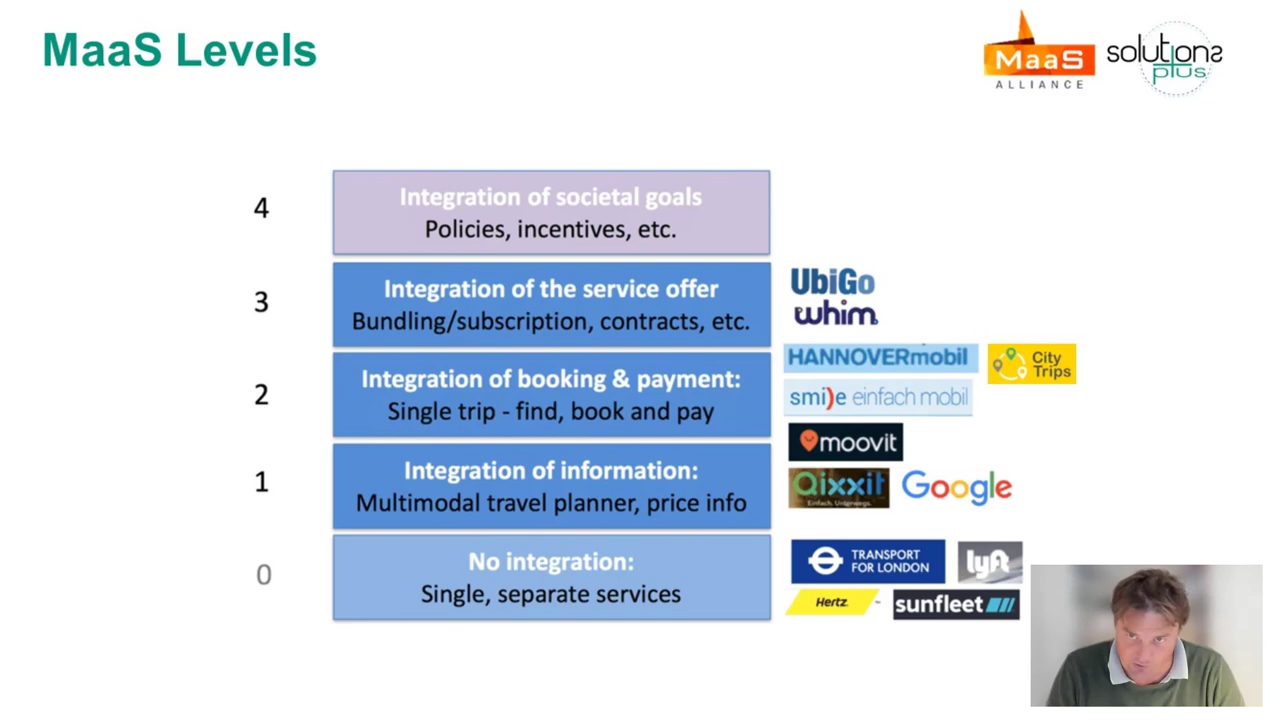 MaaS Levels
MaaS
ALLIANCE
solutions
plus
4
Integration of societal goals
Policies, incentives, etc.
3
Integration of the service offer
Bundling/subscription, contracts, etc.
UbiGo
whim
2
Integration of booking & payment:
Single trip - find, book and pay
HANNOVERmobil
City
Trips
smi)e einfach mobil
moovit
1
Integration of information:
Multimodal travel planner, price info
Qixxit
Einfach. Unterwegs.
Google
0
No integration:
Single, separate services
TRANSPORT
FOR LONDON
lyft
Hertz
sunfleet